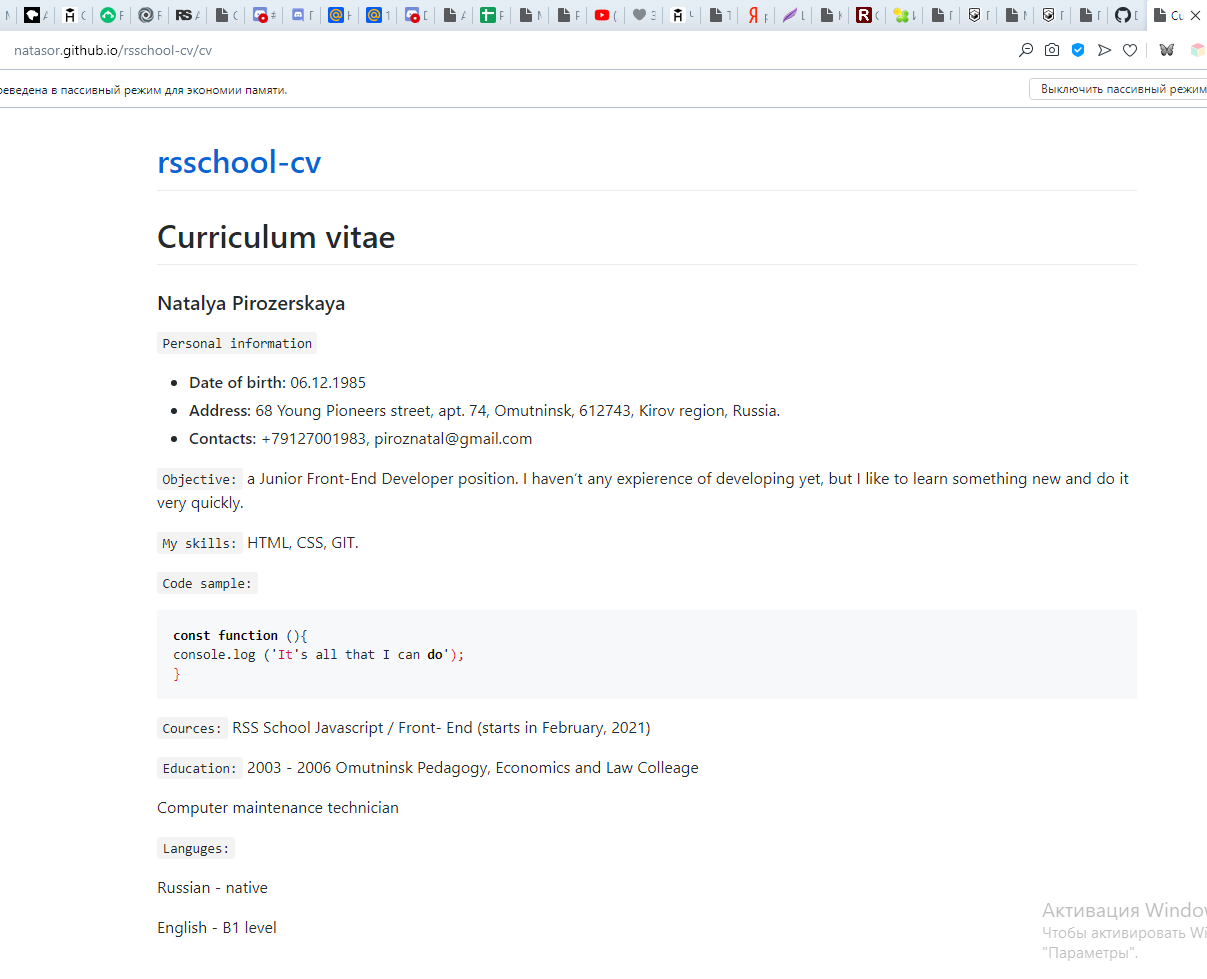 natasor.github.io/rsschool-cv/cv
реведена в пассивный режим для экономии памяти.
Выключить пассивный режим
rsschool-cv
Curriculum vitae
Natalya Pirozerskaya
Personal information
Date of birth: 06.12.1985
Address: 68 Young Pioneers street, apt. 74, Omutninsk, 612743, Kirov region, Russia.
Contacts: +79127001983, piroznatal@gmail.com
Objective: a Junior Front-End Developer position. I haven't any expierence of developing yet, but I like to learn something new and do it
very quickly.
My skills: HTML, CSS, GIT.
Code sample:
const function (){
console.log ('It's all that I can do');
}
Cources: RSS School Javascript / Front- End (starts in February, 2021)
Education: 2003 - 2006 Omutninsk Pedagogy, Economics and Law Colleage
Computer maintenance technician
Languges:
Russian - native
English - B1 level
Активация Window
Чтобы активировать Wi
"Параметры".